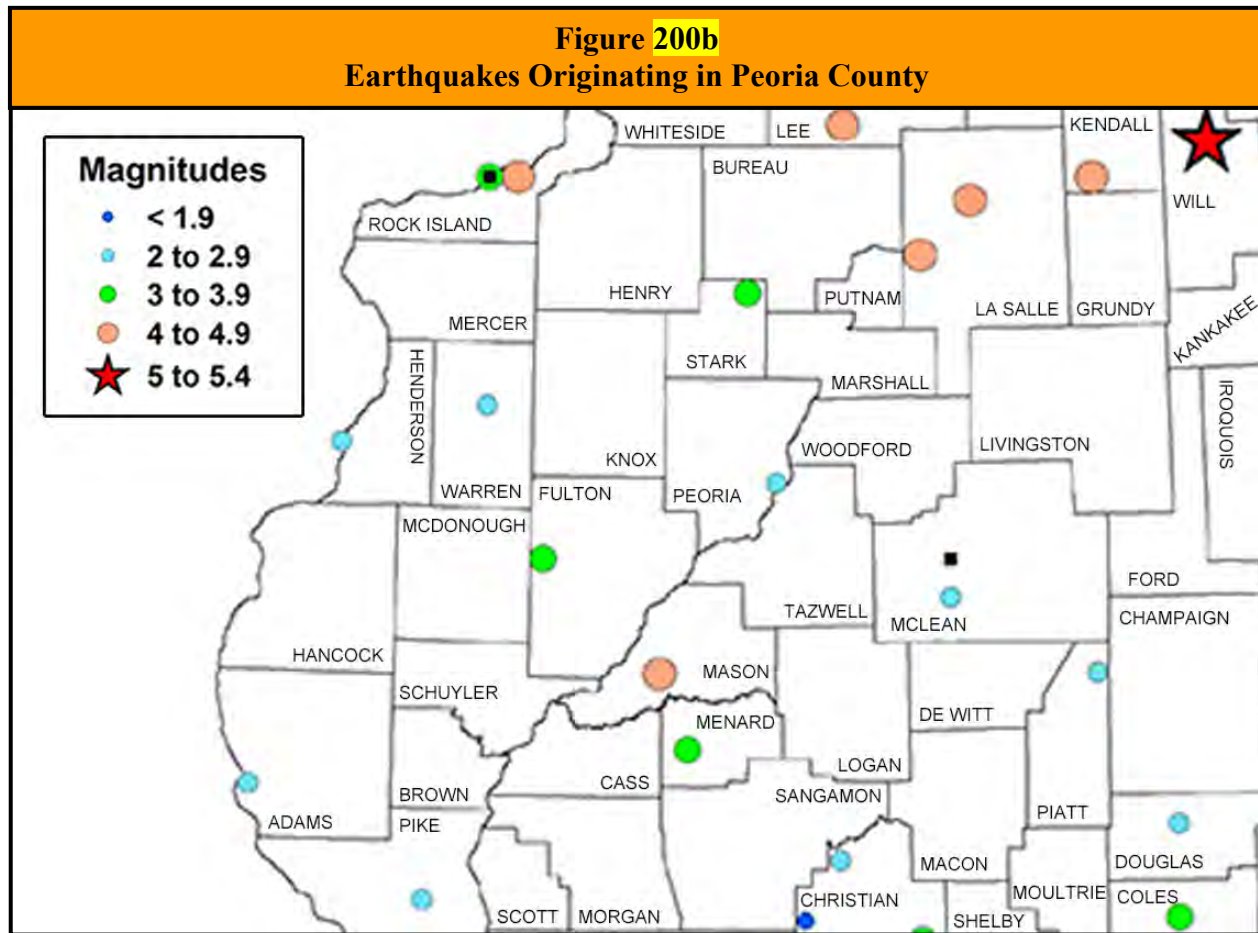 Figure 200b
Earthquakes Originating in Peoria County
Magnitudes
< 1.9
2 to 2.9
3 to 3.9
4 to 4.9
5 to 5.4
WHITESIDE
LEE
KENDALL
BUREAU
WILL
ROCK ISLAND
HENRY
PUTNAM
LA SALLE
GRUNDY
MERCER
KANKAKEE
STARK
HENDERSON
MARSHALL
IROQUOIS
WOODFORD
LIVINGSTON
KNOX
WARREN
FULTON
PEORIA
MCDONOUGH
FORD
TAZWELL
MCLEAN
CHAMPAIGN
HANCOCK
MASON
SCHUYLER
DE WITT
MENARD
LOGAN
CASS
BROWN
SANGAMON
PIATT
ADAMS
PIKE
MACON
DOUGLAS
MOULTRIE
COLES
CHRISTIAN
SCOTT
MORGAN
SHELBY